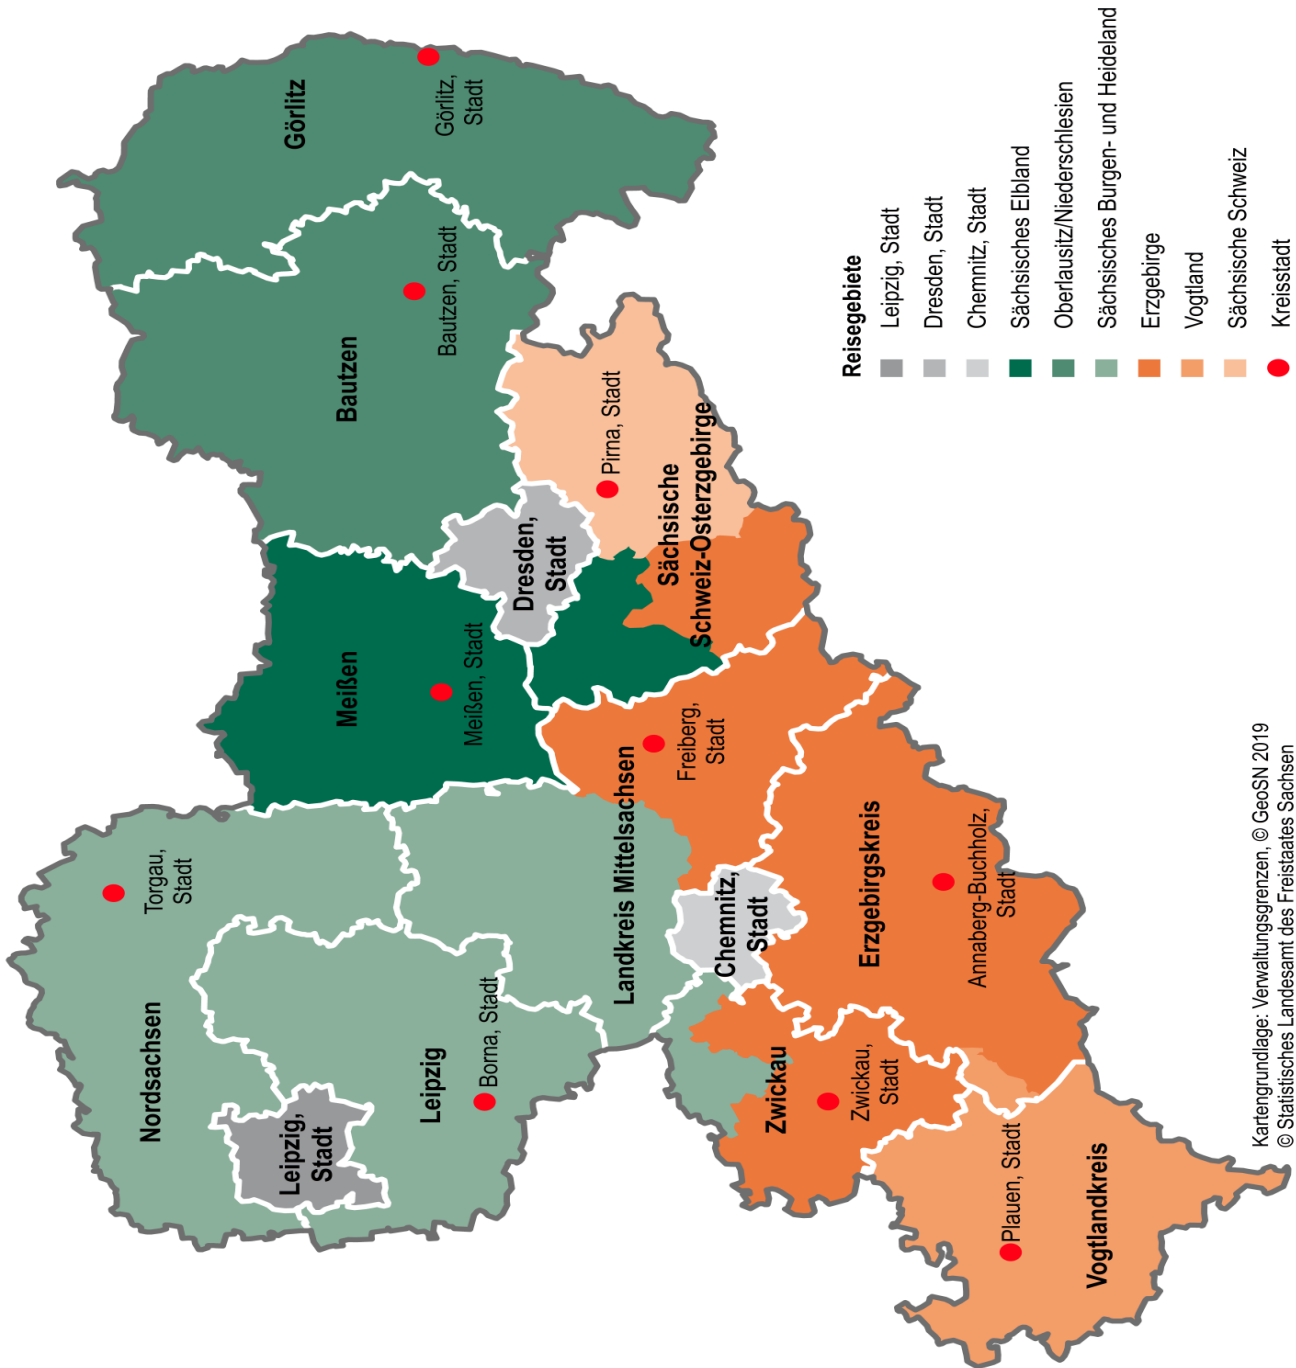 Nordsachsen
Torgau,
Stadt
Leipzig,
Stadt
Leipzig
Borna, Stadt
Meißen
Meißen, Stadt
Bautzen
Bautzen, Stadt
Görlitz
Görlitz,
Stadt
Dresden,
Stadt
Pirna, Stadt
Sächsische
Schweiz-Osterzgebirge
Landkreis Mittelsachsen
Freiberg,
Stadt
Chemnitz,
Stadt
Zwickau
Zwickau,
Stadt
Erzgebirgskreis
Annaberg-Buchholz,
Stadt
Plauen, Stadt
Vogtlandkreis
Reisegebiete
Leipzig, Stadt
Dresden, Stadt
Chemnitz, Stadt
Sächsisches Elbland
Oberlausitz/Niederschlesien
Sächsisches Burgen- und Heideland
Erzgebirge
Vogtland
Sächsische Schweiz
Kreisstadt
Kartengrundlage: Verwaltungsgrenzen, © GeoSN 2019
© Statistisches Landesamt des Freistaates Sachsen